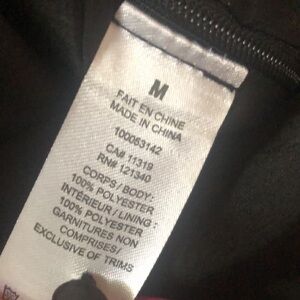 M
FAIT EN CHINE
MADE IN CHINA
100063142
CA# 11319
RN# 121340
CORPS / BODY:
100% POLYESTER
INTÉRIEUR / LINING :
100% POLYESTER
GARNITURES NON
COMPRISES/
EXCLUSIVE OF TRIMS